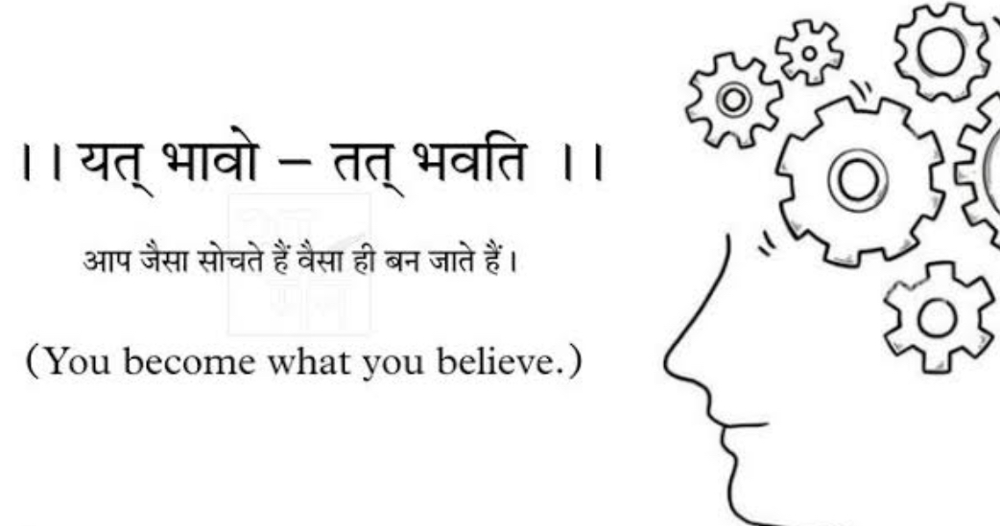 ।। यत् भावो – तत् भवति ।।
आप जैसा सोचते हैं वैसा ही बन जाते हैं।
(You become what you believe.)